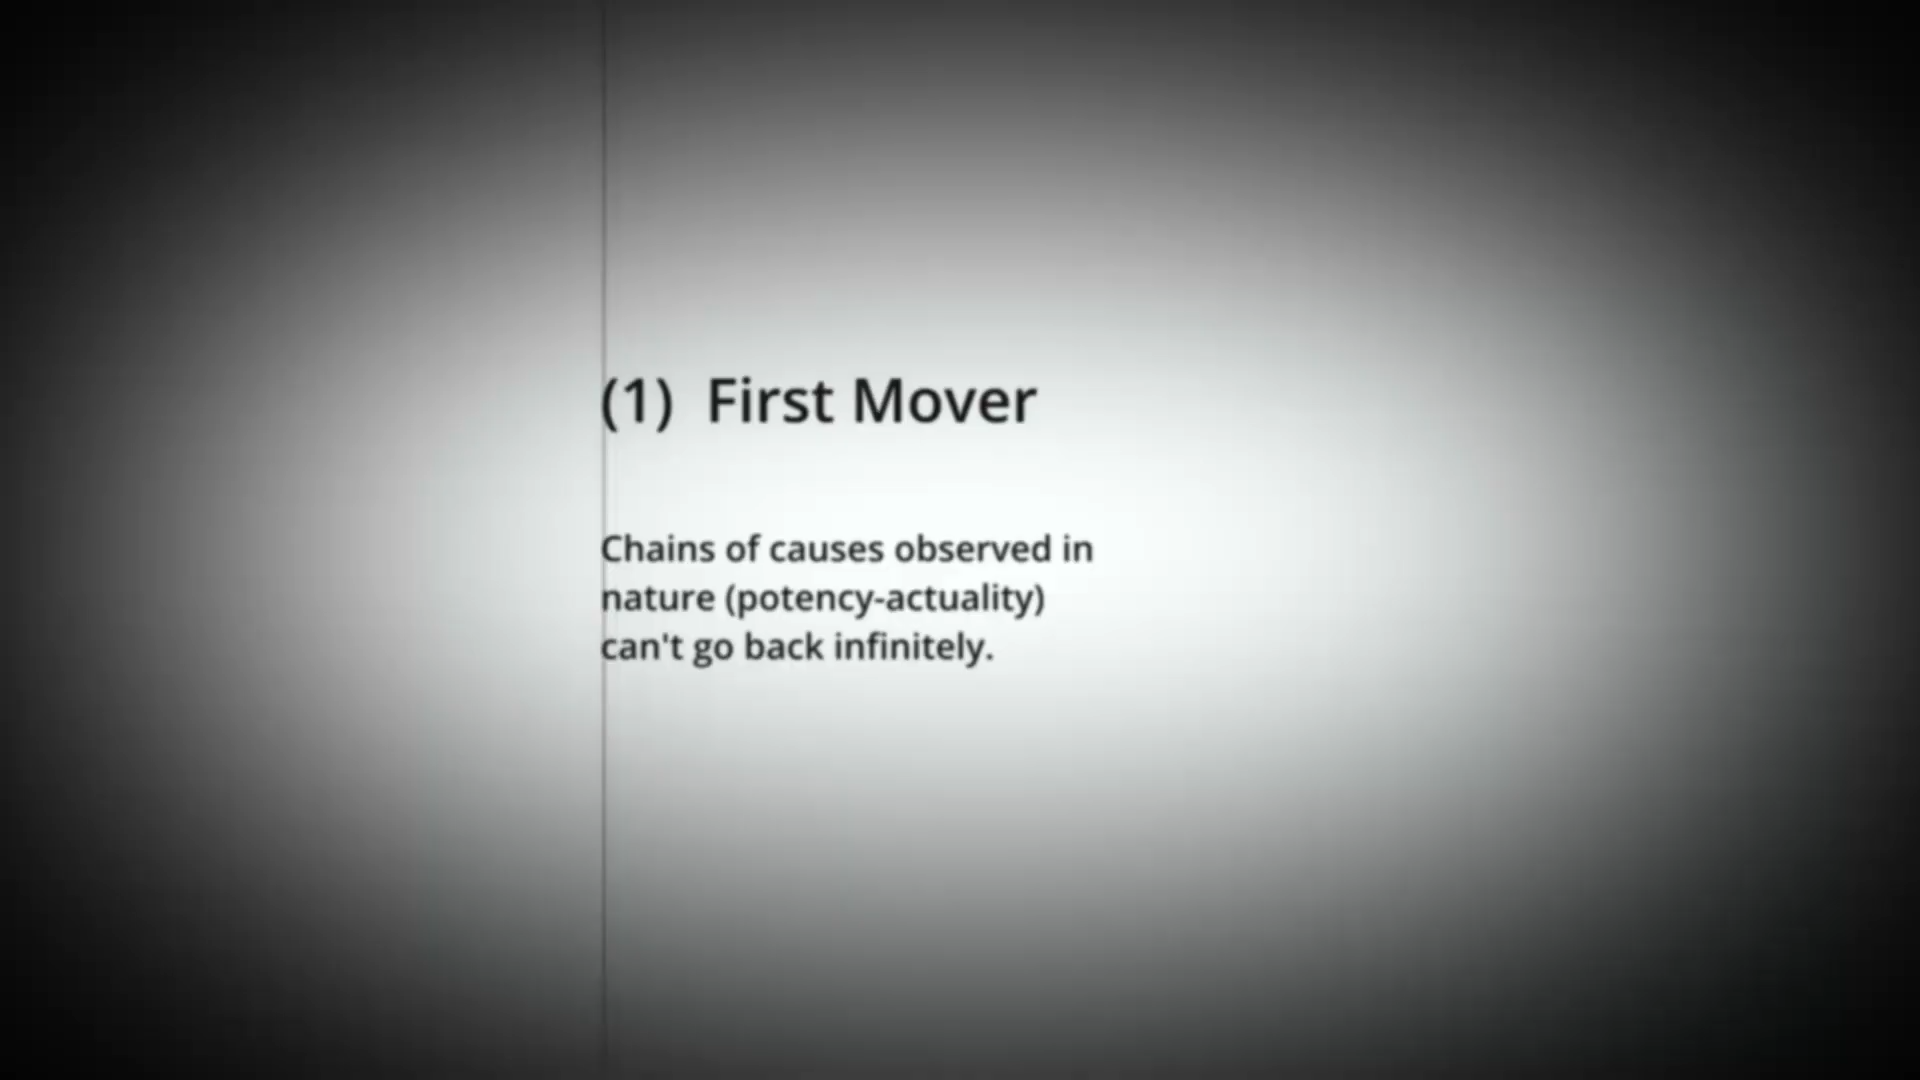 (1) First Mover
Chains of causes observed in
nature (potency-actuality)
can't go back infinitely.